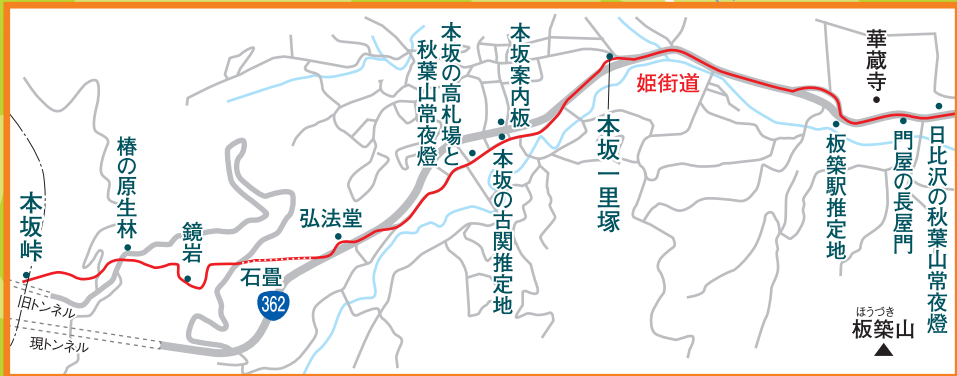 本坂峠
椿の原生林
鏡岩
旧トンネル
現トンネル
石畳
362
弘法堂
本坂の高札場と
秋葉山常夜燈
本坂案内板
本坂の古関推定地
本坂一里塚
姫街道
板築駅推定地
華蔵寺
門屋の長屋門
日比沢の秋葉山常夜燈
ほうづき
板築山